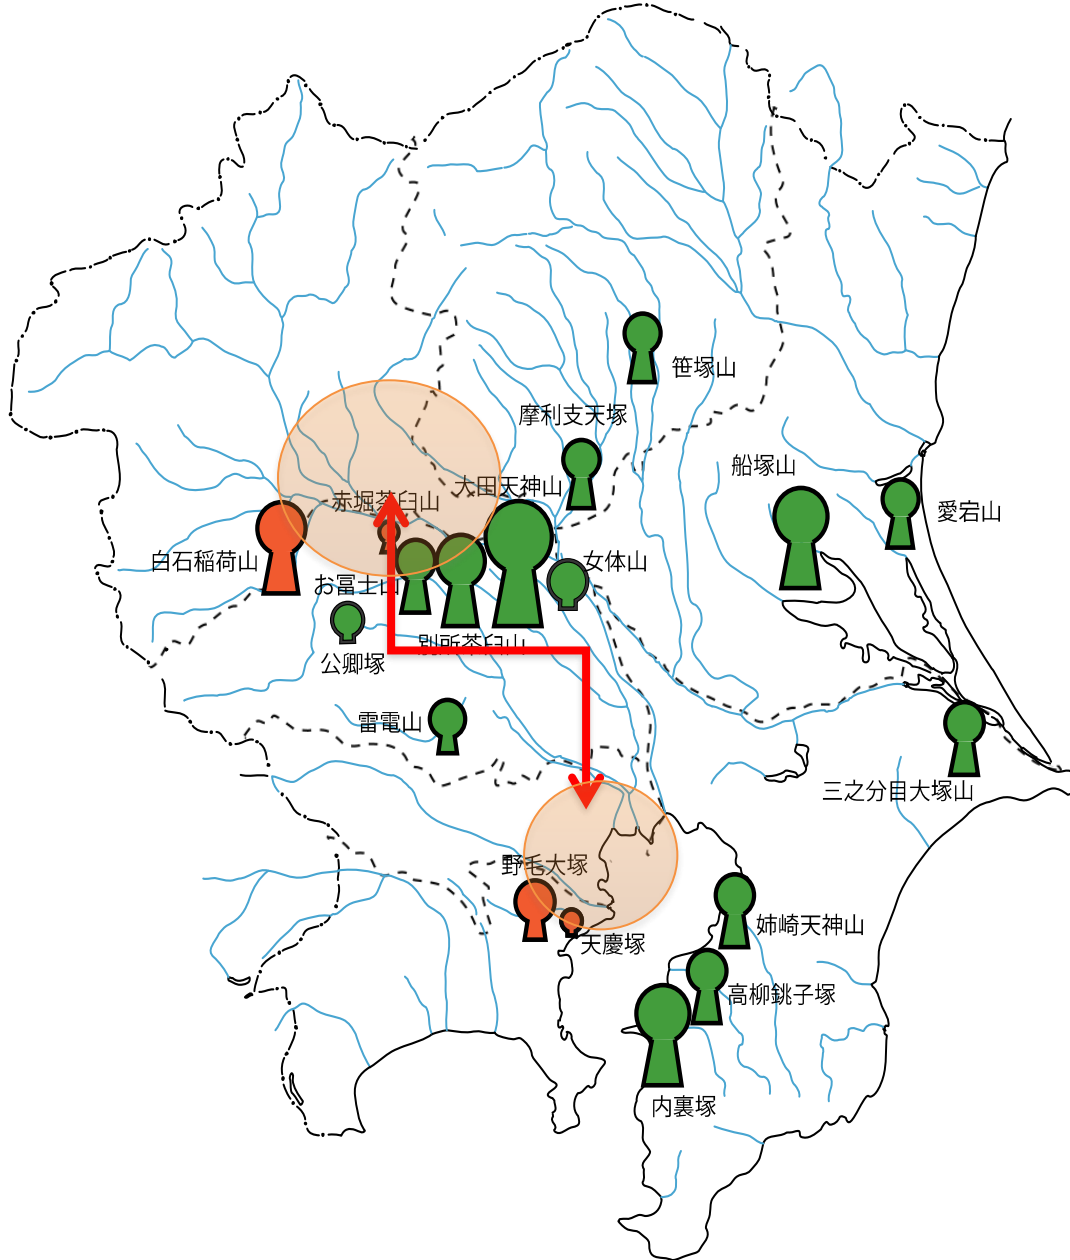 笹塚山
摩利支天塚
船塚山
太田天神山
赤堀茶臼山
愛宕山
白石稲荷山
女体山
お冨士山
別所茶臼山
公卿塚
雷電山
三之分目大塚山
野毛大塚
姉崎天神山
天慶塚
高柳銚子塚
内裏塚